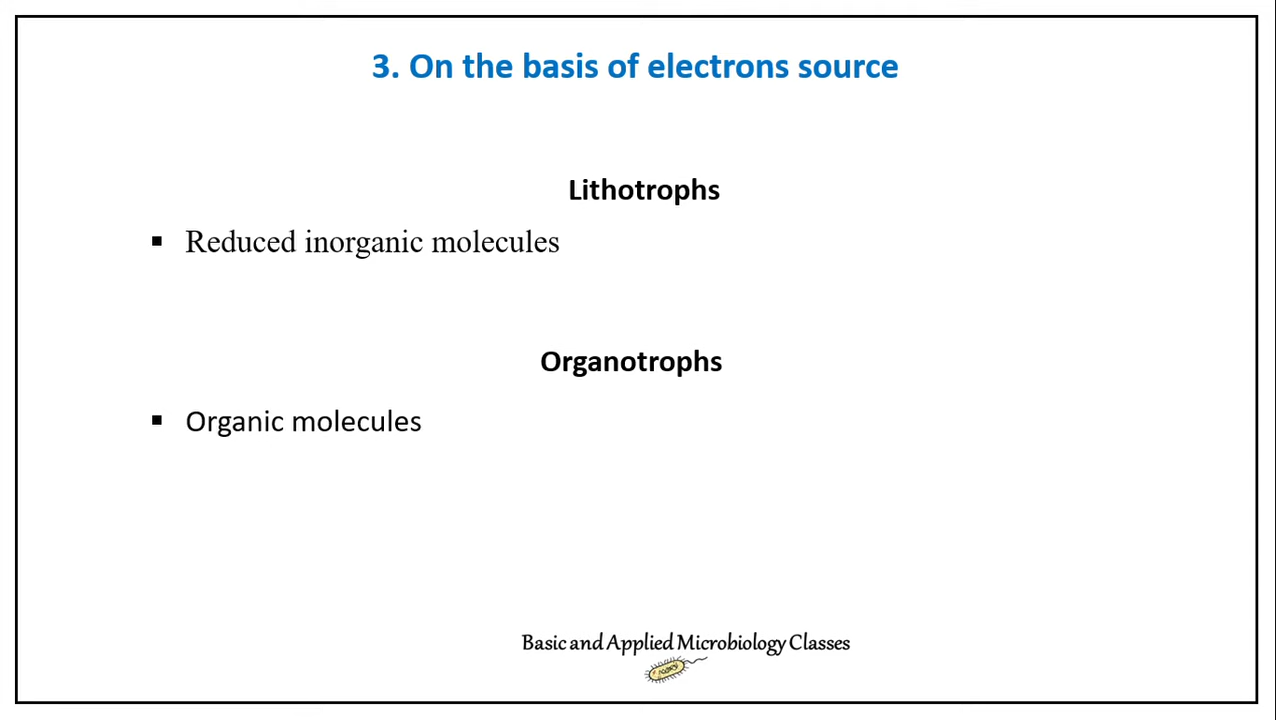 3. On the basis of electrons source
Lithotrophs
▪ Reduced inorganic molecules
Organotrophs
▪ Organic molecules
Basic and Applied Microbiology Classes